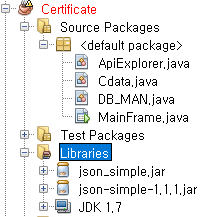 Certificate
Source Packages
<default package>
ApiExplorer.java
Cdata.java
DB_MAN.java
MainFrame.java
Test Packages
Libraries
json_simple.jar
json-simple-1.1.1.jar
JDK 1.7